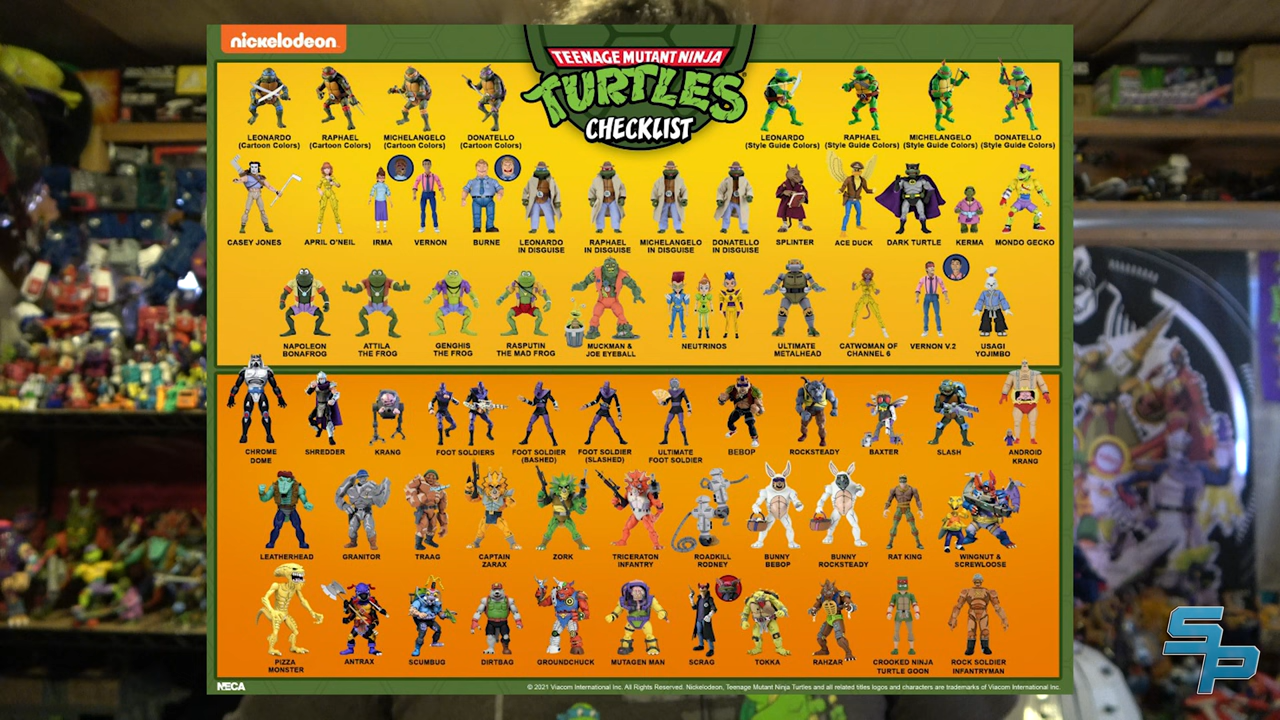 nickelodeon
TEENAGE MUTANT NINJA
TURTLES
CHECKLIST
LEONARDO
(Cartoon Colors)
RAPHAEL
(Cartoon Colors)
MICHELANGELO
(Cartoon Colors)
DONATELLO
(Cartoon Colors)
LEONARDO
(Style Guide Colors)
RAPHAEL
(Style Guide Colors)
MICHELANGELO
(Style Guide Colors)
DONATELLO
(Style Guide Colors)
CASEY JONES
APRIL O'NEIL
IRMA
VERNON
BURNE
LEONARDO
IN DISGUISE
RAPHAEL
IN DISGUISE
MICHELANGELO
IN DISGUISE
DONATELLO
IN DISGUISE
SPLINTER
ACE DUCK
DARK TURTLE
KERMA
MONDO GECKO
NAPOLEON
BONAFROG
ATTILA
THE FROG
GENGHIS
THE FROG
RASPUTIN
THE MAD FROG
MUCKMAN &
JOE EYEBALL
NEUTRINOS
ULTIMATE
METALHEAD
CATWOMAN OF
CHANNEL 6
VERNON V.2
USAGI
YOJIMBO
CHROME
DOME
SHREDDER
KRANG
FOOT SOLDIERS
FOOT SOLDIER
(BASHED)
FOOT SOLDIER
(SLASHED)
ULTIMATE
FOOT SOLDIER
BEBOP
ROCKSTEADY
BAXTER
SLASH
ANDROID
KRANG
LEATHERHEAD
GRANITOR
TRAAG
CAPTAIN
ZARAX
ZORK
TRICERATON
INFANTRY
ROADKILL
RODNEY
BUNNY
BEBOP
BUNNY
ROCKSTEADY
RAT KING
WINGNUT &
SCREWLOOSE
PIZZA
MONSTER
ANTRAX
SCUMBUG
DIRTBAG
GROUNDCHUCK
MUTAGEN MAN
SCRAG
TOKKA
RAHZAR
CROOKED NINJA
TURTLE GOON
ROCK SOLDIER
INFANTRYMAN
NECA
© 2021 Viacom International Inc. All Rights Reserved. Nickelodeon, Teenage Mutant Ninja Turtles and all related titles logos and characters are trademarks of Viacom International Inc.
SP